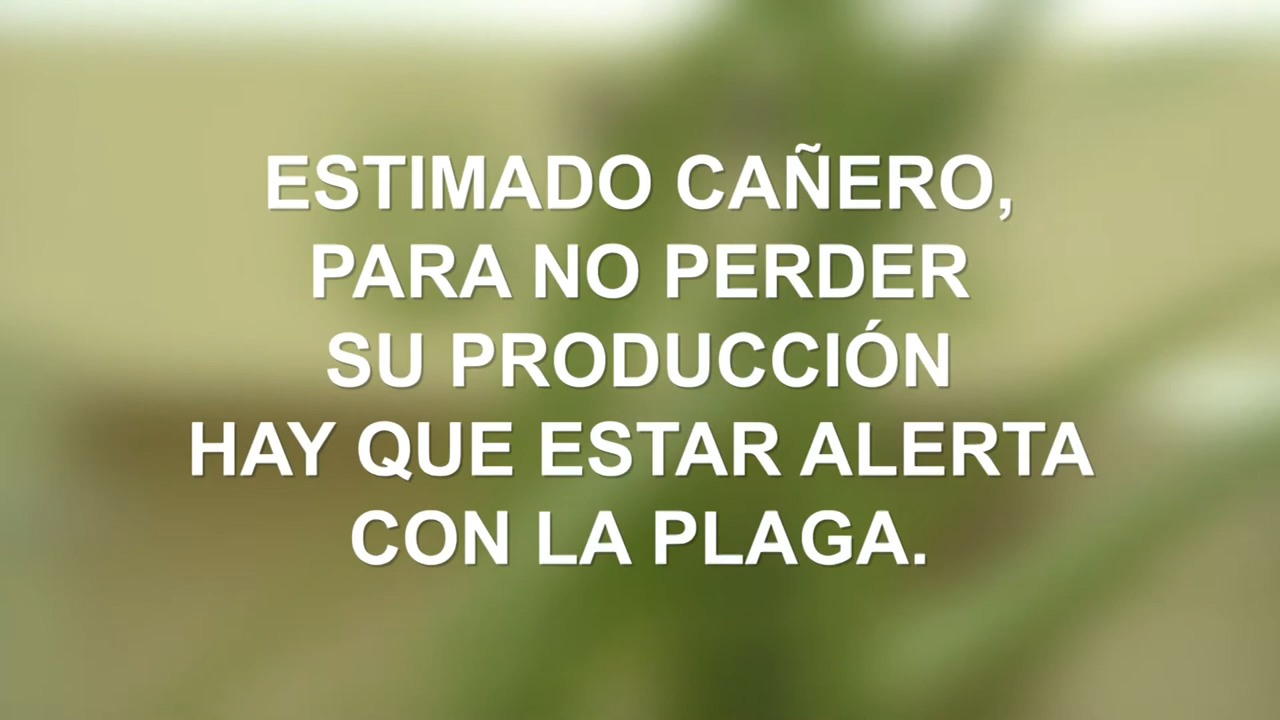 ESTIMADO CAÑERO,
PARA NO PERDER
SU PRODUCCIÓN
HAY QUE ESTAR ALERTA
CON LA PLAGA.